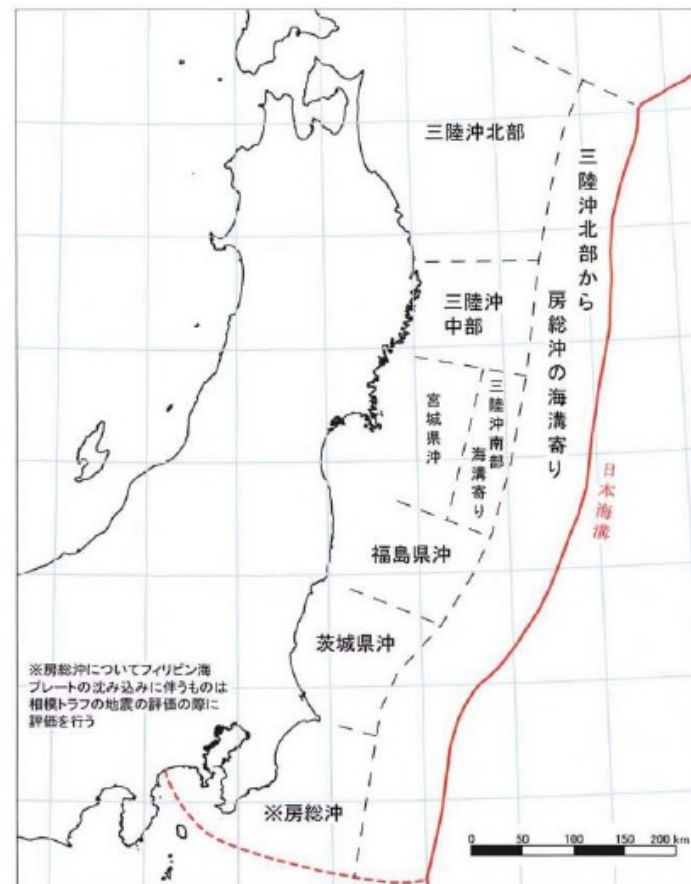 三陸沖北部
三陸沖北部から
房総沖の海溝寄り
三陸沖
中部
三陸沖南部
海溝寄り
宮城県沖
日本海溝
福島県沖
茨城県沖
※房総沖についてフィリピン海
プレートの沈み込みに伴うものは
相模トラフの地震の評価の際に
評価を行う
※房総沖
0 50 100 150 200 km